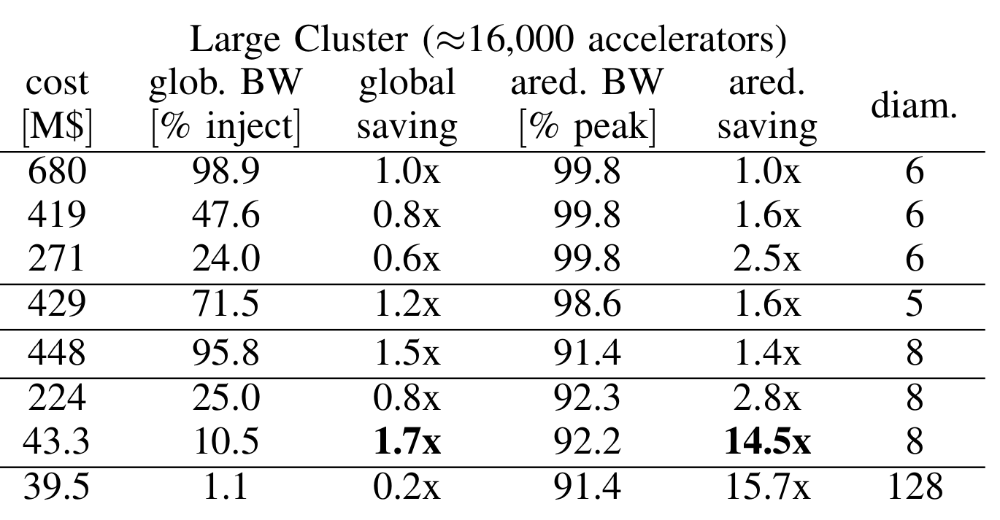 Large Cluster (≈16,000 accelerators)
cost glob. BW global ared. BW ared. diam.
[M$] [% inject] saving [% peak] saving
680 98.9 1.0x 99.8 1.0x 6
419 47.6 0.8x 99.8 1.6x 6
271 24.0 0.6x 99.8 2.5x 6
429 71.5 1.2x 98.6 1.6x 5
448 95.8 1.5x 91.4 1.4x 8
224 25.0 0.8x 92.3 2.8x 8
43.3 10.5 1.7x 92.2 14.5x 8
39.5 1.1 0.2x 91.4 15.7x 128